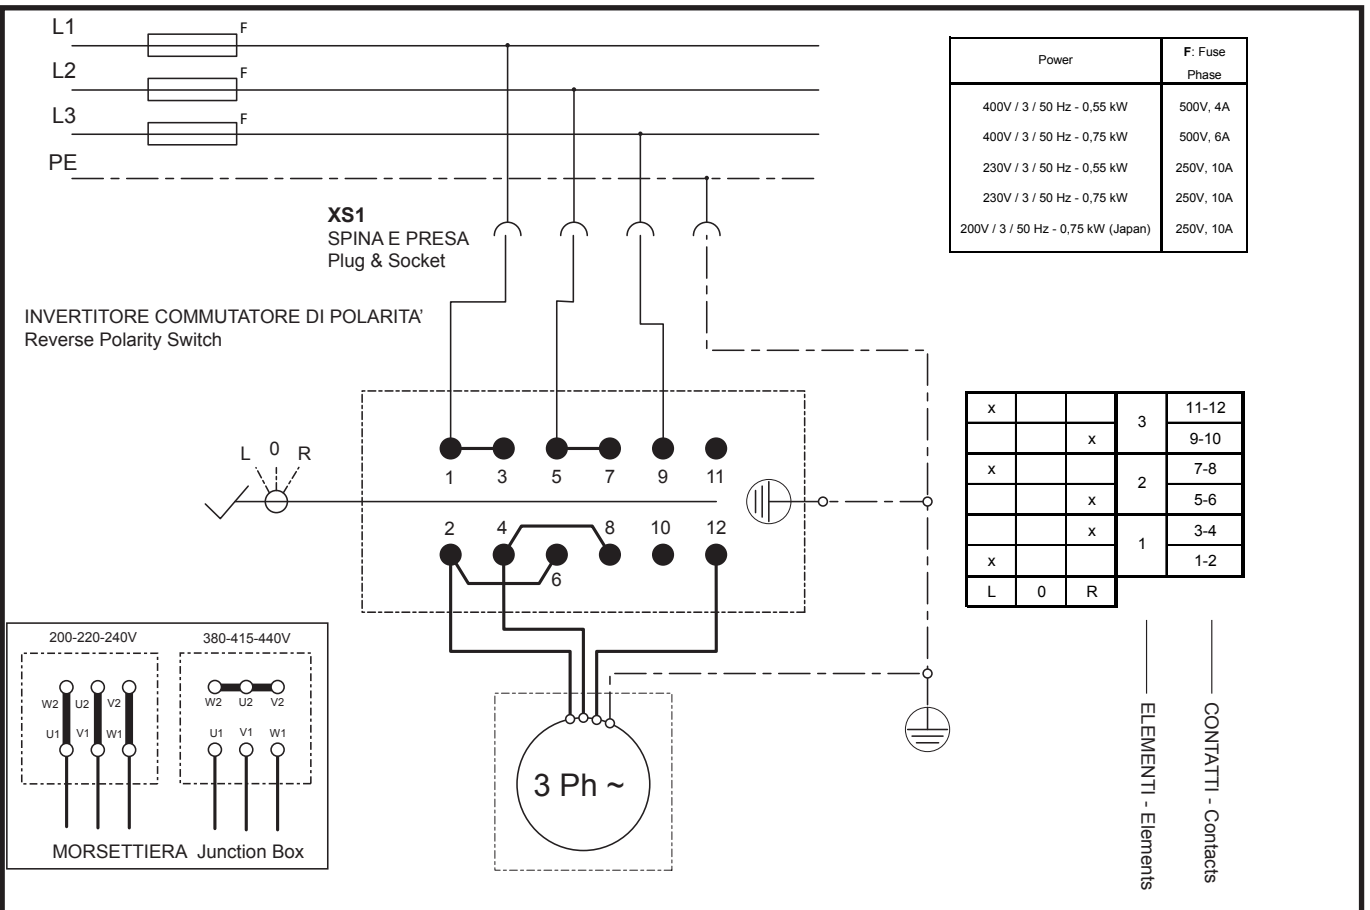 L1
F
L2
F
L3
F
PE
Power
F: Fuse
Phase
400V / 3 / 50 Hz - 0,55 kW
500V, 4A
400V / 3 / 50 Hz - 0,75 kW
500V, 6A
230V / 3 / 50 Hz - 0,55 kW
250V, 10A
230V / 3 / 50 Hz - 0,75 kW
250V, 10A
200V / 3 / 50 Hz - 0,75 kW (Japan)
250V, 10A
XS1
SPINA E PRESA
Plug & Socket
INVERTITORE COMMUTATORE DI POLARITA’
Reverse Polarity Switch
L 0 R
1 3 5 7 9 11
2 4 8 10 12
6
x 3 11-12
x 9-10
x 2 7-8
x 5-6
x 1 3-4
x 1-2
L 0 R
ELEMENTI - Elements
CONTATTI - Contacts
200-220-240V
W2 U2 V2
U1 V1 W1
380-415-440V
W2 U2 V2
U1 V1 W1
MORSETTIERA Junction Box
3 Ph ~